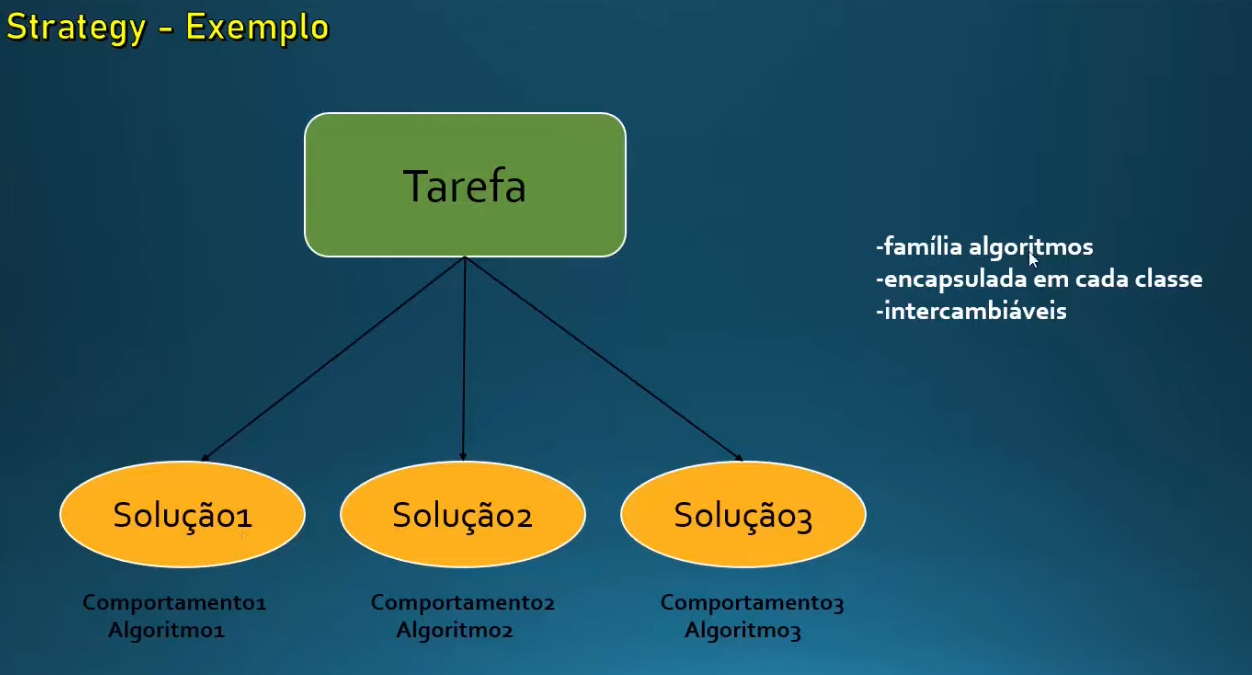 Strategy - Exemplo
Tarefa
-família algoritmos
-encapsulada em cada classe
-intercambiáveis
Solução1
Solução2
Solução3
Comportamento1
Algoritmo1
Comportamento2
Algoritmo2
Comportamento3
Algoritmo3